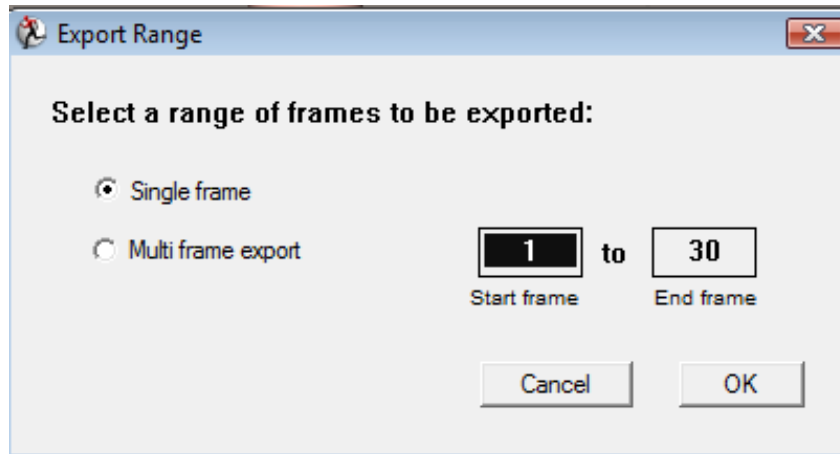 Export Range
Select a range of frames to be exported:
Single frame
Multi frame export
1 to 30
Start frame End frame
Cancel OK